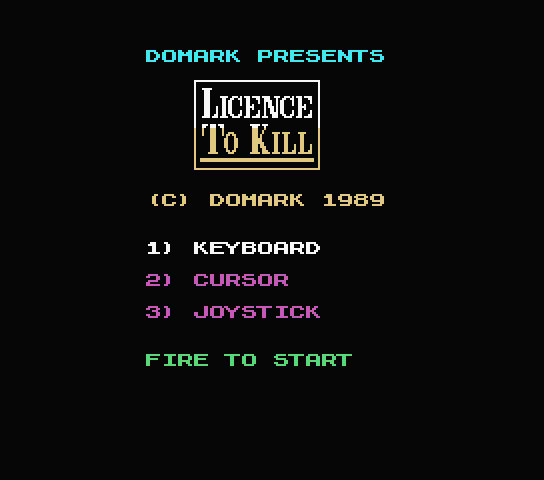 DOMARK PRESENTS
LICENCE
TO KILL
(C) DOMARK 1989
1) KEYBOARD
2) CURSOR
3) JOYSTICK
FIRE TO START